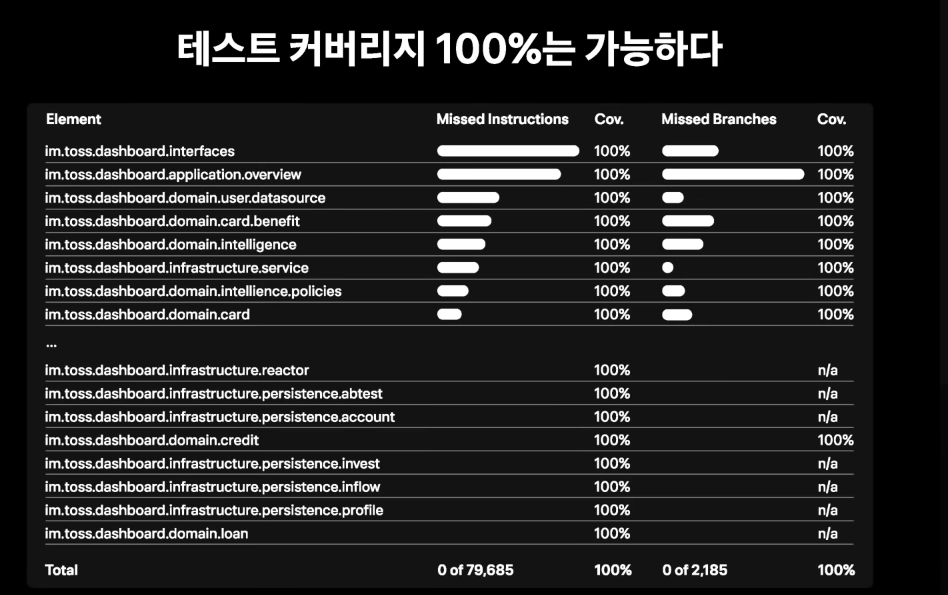 테스트 커버리지 100%는 가능하다
Element Missed Instructions Cov. Missed Branches Cov.
im.toss.dashboard.interfaces 100% 100%
im.toss.dashboard.application.overview 100% 100%
im.toss.dashboard.domain.user.datasource 100% 100%
im.toss.dashboard.domain.card.benefit 100% 100%
im.toss.dashboard.domain.intelligence 100% 100%
im.toss.dashboard.infrastructure.service 100% 100%
im.toss.dashboard.domain.intellience.policies 100% 100%
im.toss.dashboard.domain.card 100% 100%
...
im.toss.dashboard.infrastructure.reactor 100% n/a
im.toss.dashboard.infrastructure.persistence.abtest 100% n/a
im.toss.dashboard.infrastructure.persistence.account 100% n/a
im.toss.dashboard.domain.credit 100% 100%
im.toss.dashboard.infrastructure.persistence.invest 100% n/a
im.toss.dashboard.infrastructure.persistence.inflow 100% n/a
im.toss.dashboard.infrastructure.persistence.profile 100% n/a
im.toss.dashboard.domain.loan 100% n/a
Total 0 of 79,685 100% 0 of 2,185 100%